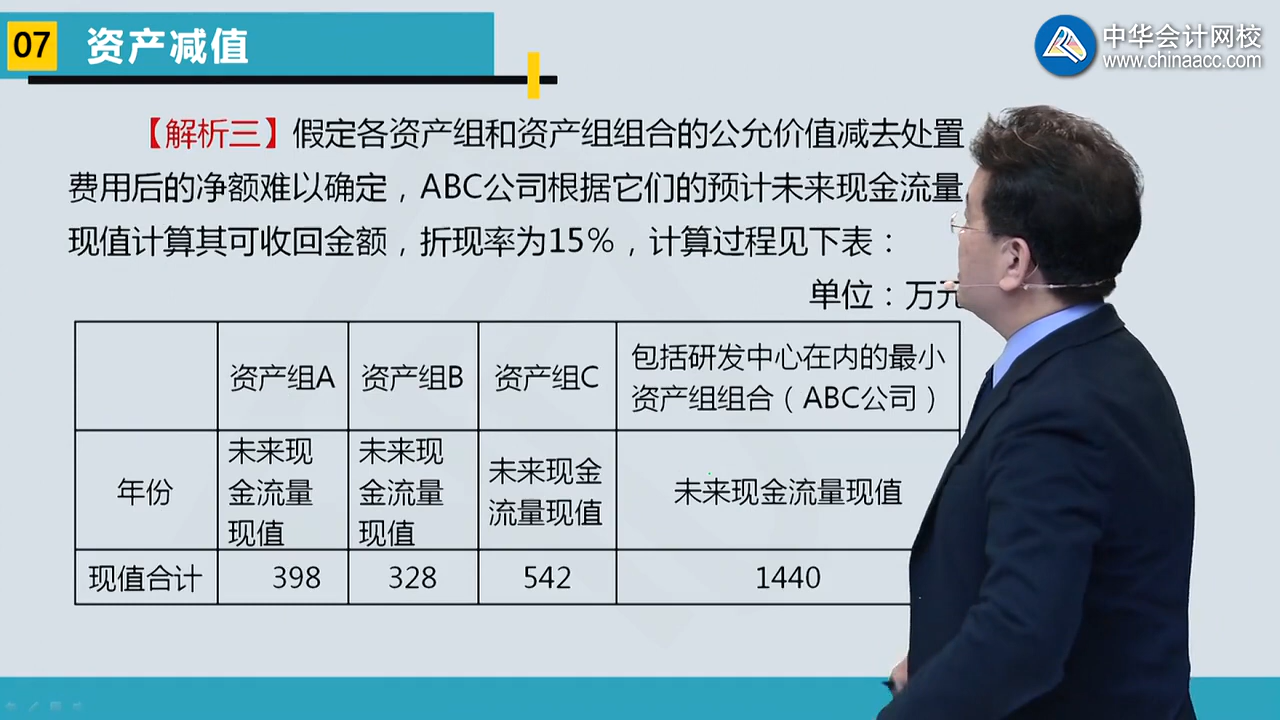 07 资产减值
中华会计网校
www.chinaacc.com
【解析三】假定各资产组和资产组组合的公允价值减去处置
费用后的净额难以确定，ABC公司根据它们的预计未来现金流量
现值计算其可收回金额，折现率为15%，计算过程见下表：
单位：万元
资产组A 资产组B 资产组C 包括研发中心在内的最小
资产组组合（ABC公司）
年份 未来现
金流量
现值 未来现
金流量
现值 未来现金
流量现值 未来现金流量现值
现值合计 398 328 542 1440